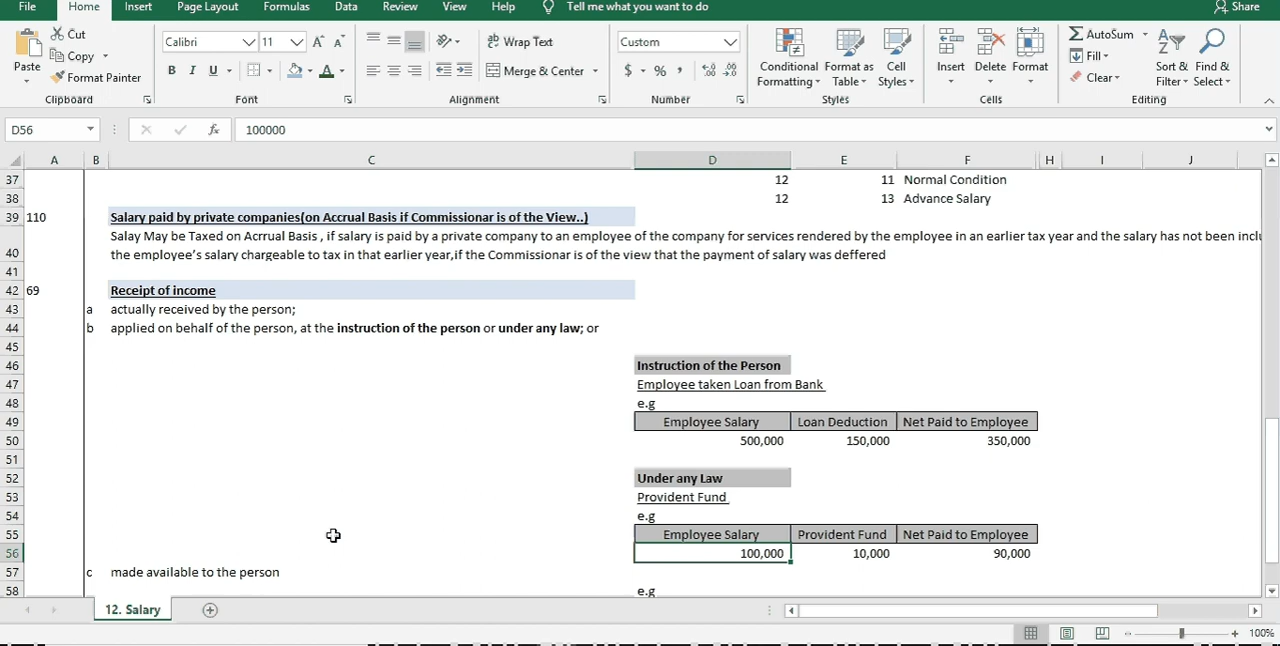 File Home Insert Page Layout Formulas Data Review View Help Tell me what you want to do Share
Paste Cut Calibri 11 Wrap Text Custom Conditional Formatting Format as Table Cell Styles Insert Delete Format AutoSum Sort & Filter Find & Select
Copy Fill
Format Painter B I U A Merge & Center $ % , Clear
Clipboard Font Alignment Number Styles Cells Editing
D56 fx 100000
A B C D E F H I J
37 12 11 Normal Condition
38 12 13 Advance Salary
39 110 Salary paid by private companies(on Accrual Basis if Commissionar is of the View..)
Salay May be Taxed on Acrrual Basis , if salary is paid by a private company to an employee of the company for services rendered by the employee in an earlier tax year and the salary has not been inclu
40 the employee's salary chargeable to tax in that earlier year,if the Commissionar is of the view that the payment of salary was deffered
41
42 69 Receipt of income
43 a actually received by the person;
44 b applied on behalf of the person, at the instruction of the person or under any law; or
45
46 Instruction of the Person
47 Employee taken Loan from Bank
48 e.g
49 Employee Salary Loan Deduction Net Paid to Employee
50 500,000 150,000 350,000
51
52 Under any Law
53 Provident Fund
54 e.g
55 Employee Salary Provident Fund Net Paid to Employee
56 100,000 10,000 90,000
57 c made available to the person
58 e.g
12. Salary
100%